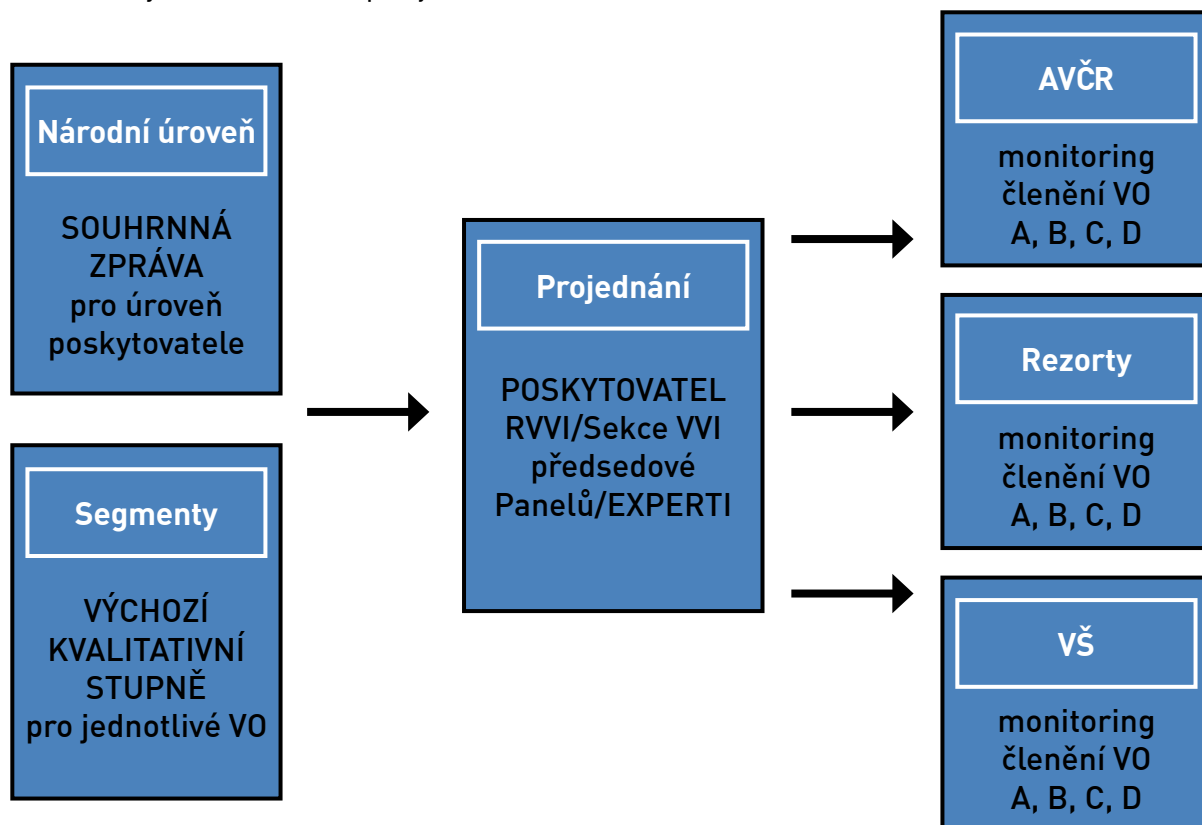 Národní úroveň
SOUHRNNÁ
ZPRÁVA
pro úroveň
poskytovatele
Segmenty
VÝCHOZÍ
KVALITATIVNÍ
STUPNĚ
pro jednotlivé VO
Projednání
POSKYTOVATEL
RVVI/Sekce VVI
předsedové
Panelů/EXPERTI
AVČR
monitoring
členění VO
A, B, C, D
Rezorty
monitoring
členění VO
A, B, C, D
VŠ
monitoring
členění VO
A, B, C, D